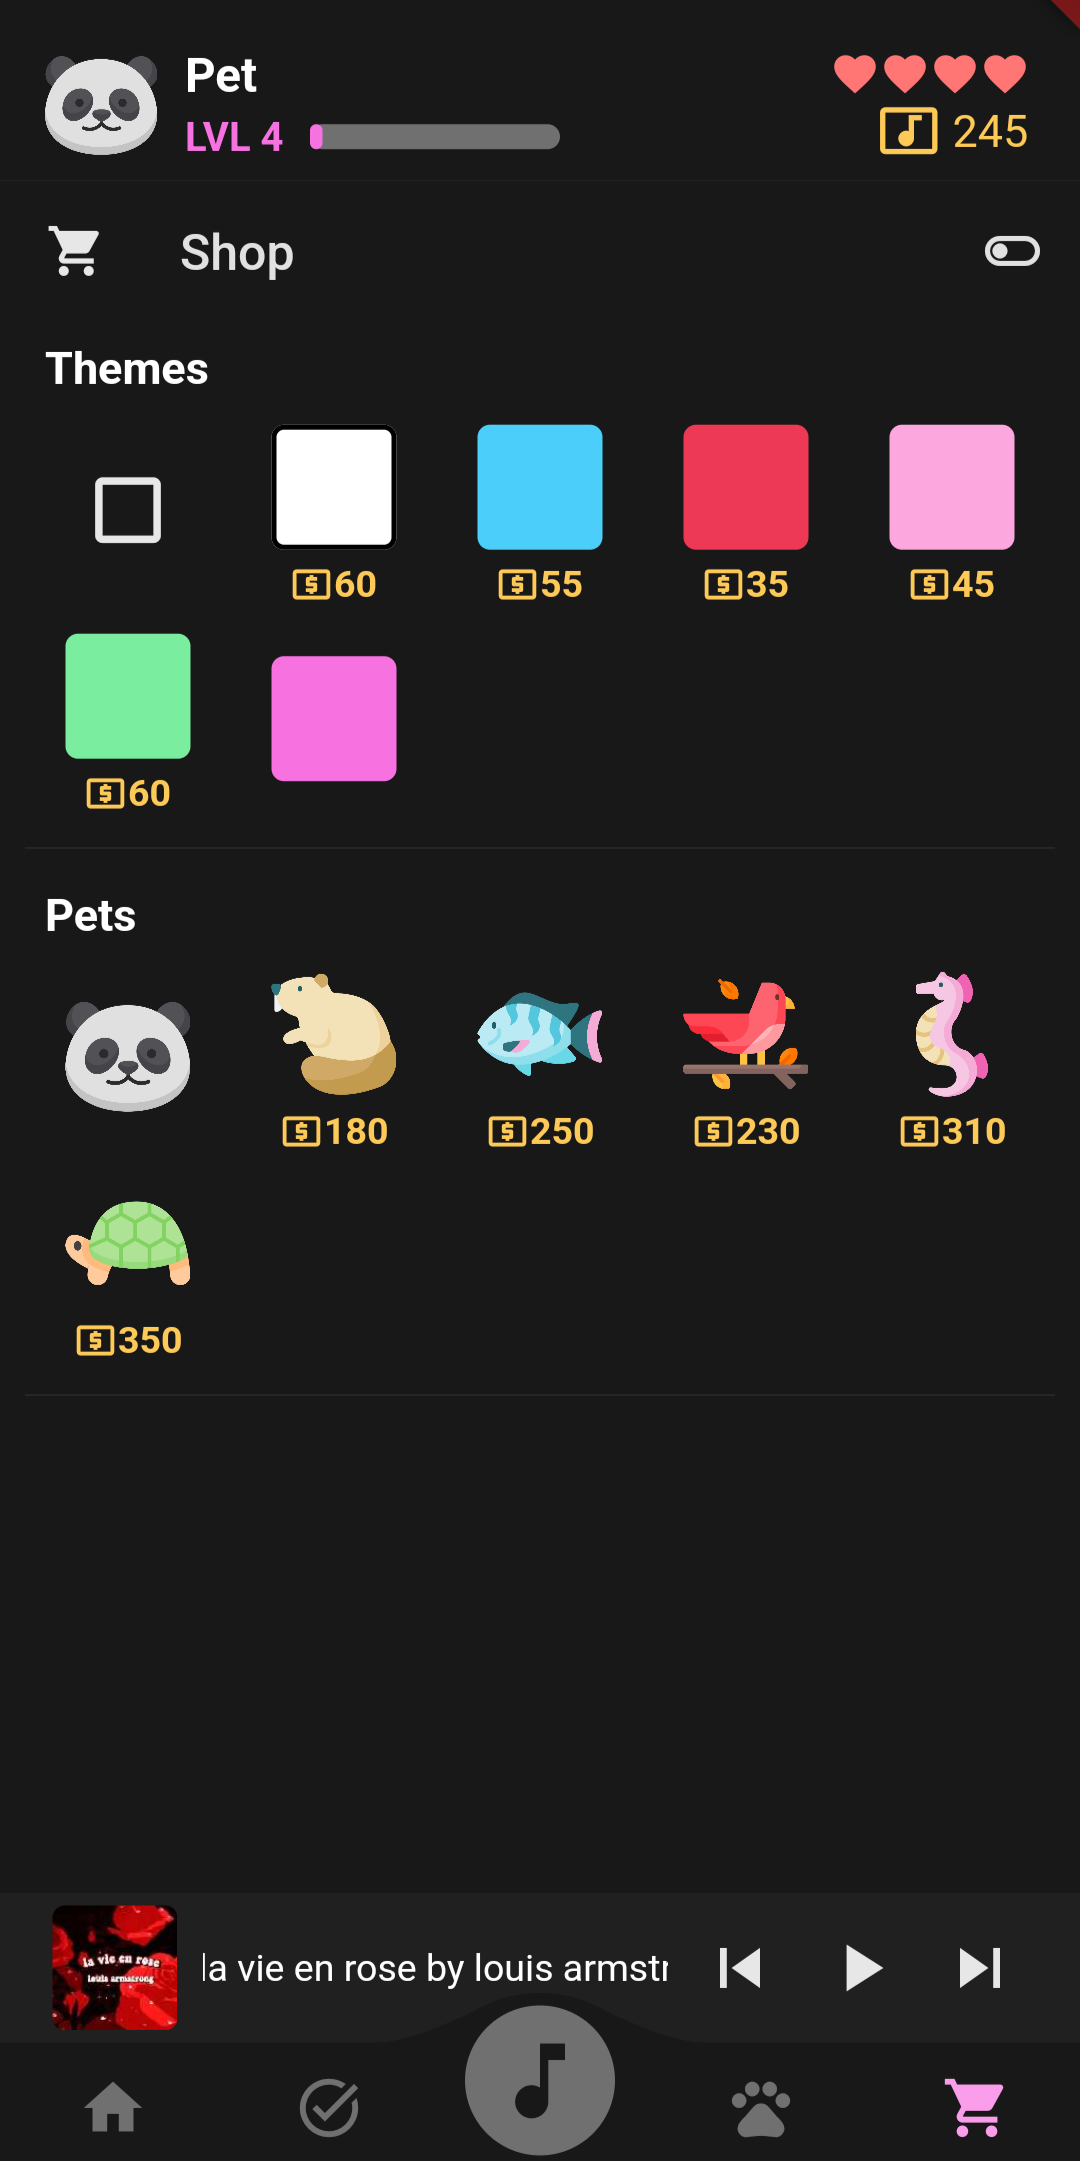 Pet
LVL 4
245
Shop
Themes
60
55
35
45
60
Pets
180
250
230
310
350
la vie en rose
louis armstrong
la vie en rose by louis armstr